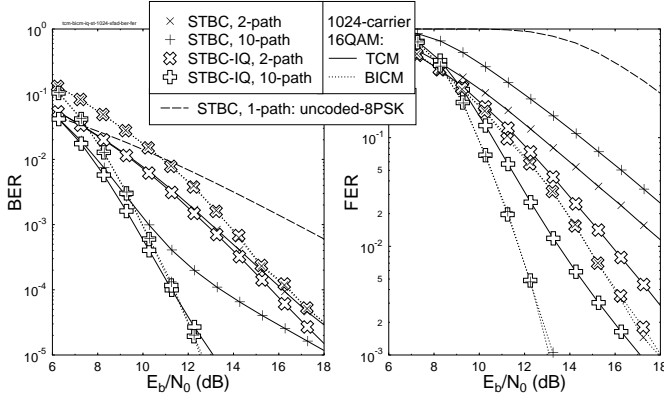 tcm-bicm-iq-st-1024-sfad-ber-fer
STBC, 2-path
STBC, 10-path
STBC-IQ, 2-path
STBC-IQ, 10-path
1024-carrier
16QAM:
TCM
BICM
STBC, 1-path: uncoded-8PSK
10^0
10^-1
10^-2
10^-3
10^-4
10^-5
BER
6 8 10 12 14 16 18
E_b/N_0 (dB)
5
2
10^-1
5
2
10^-2
5
2
10^-3
FER
6 8 10 12 14 16 18
E_b/N_0 (dB)